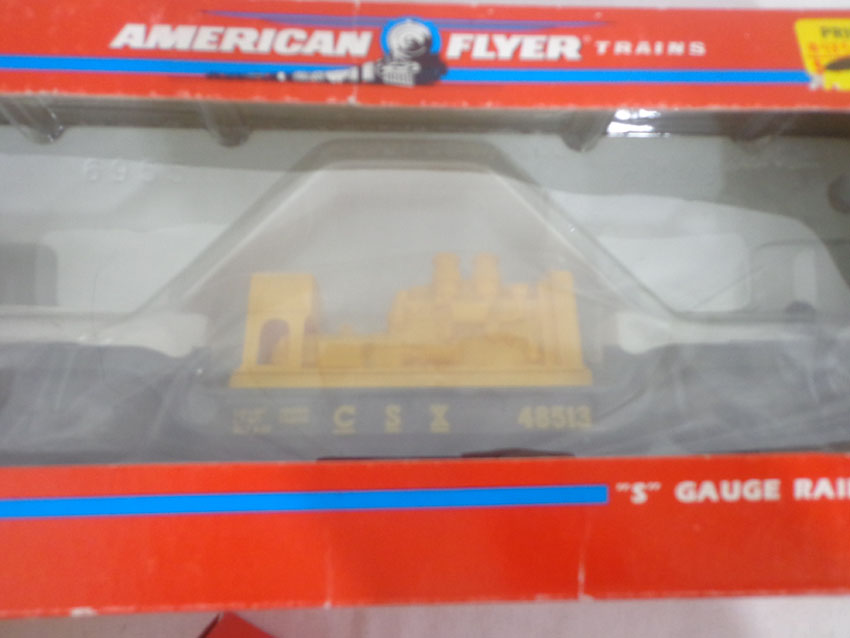 AMERICAN FLYER TRAINS
C S X 48513
"S" GAUGE RAI